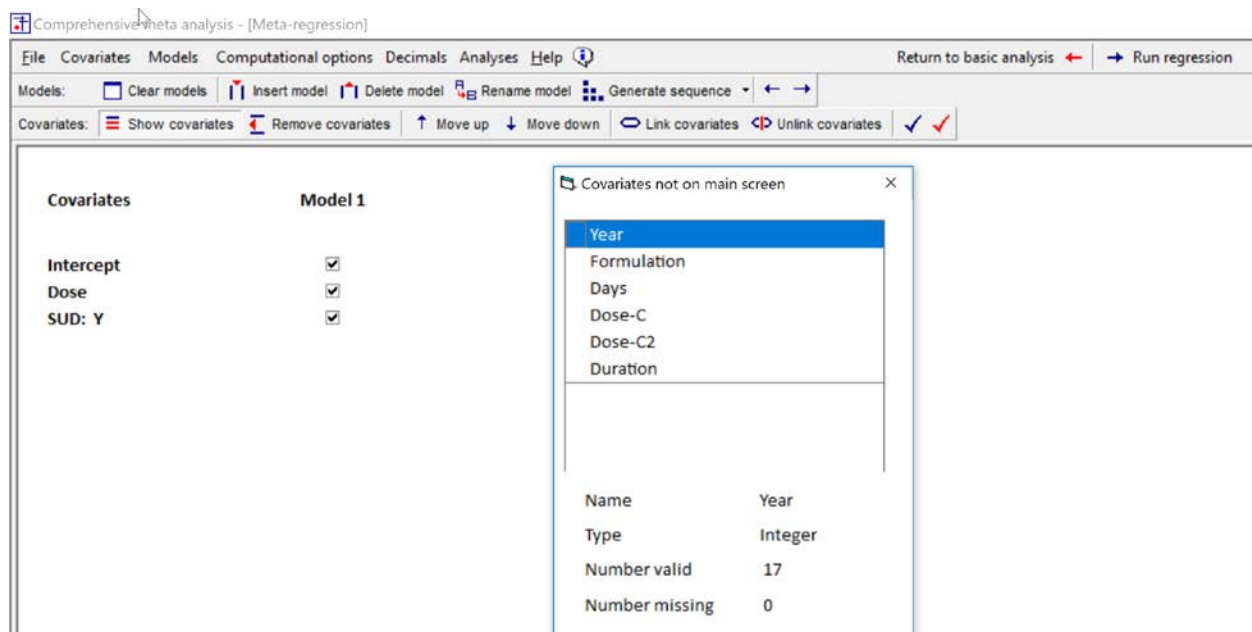 Comprehensive meta analysis - [Meta-regression]
File Covariates Models Computational options Decimals Analyses Help Return to basic analysis Run regression
Models: Clear models Insert model Delete model Rename model Generate sequence
Covariates: Show covariates Remove covariates Move up Move down Link covariates Unlink covariates
Covariates not on main screen
Covariates Model 1
Intercept
Dose
SUD: Y
Year
Formulation
Days
Dose-C
Dose-C2
Duration
Name Year
Type Integer
Number valid 17
Number missing 0